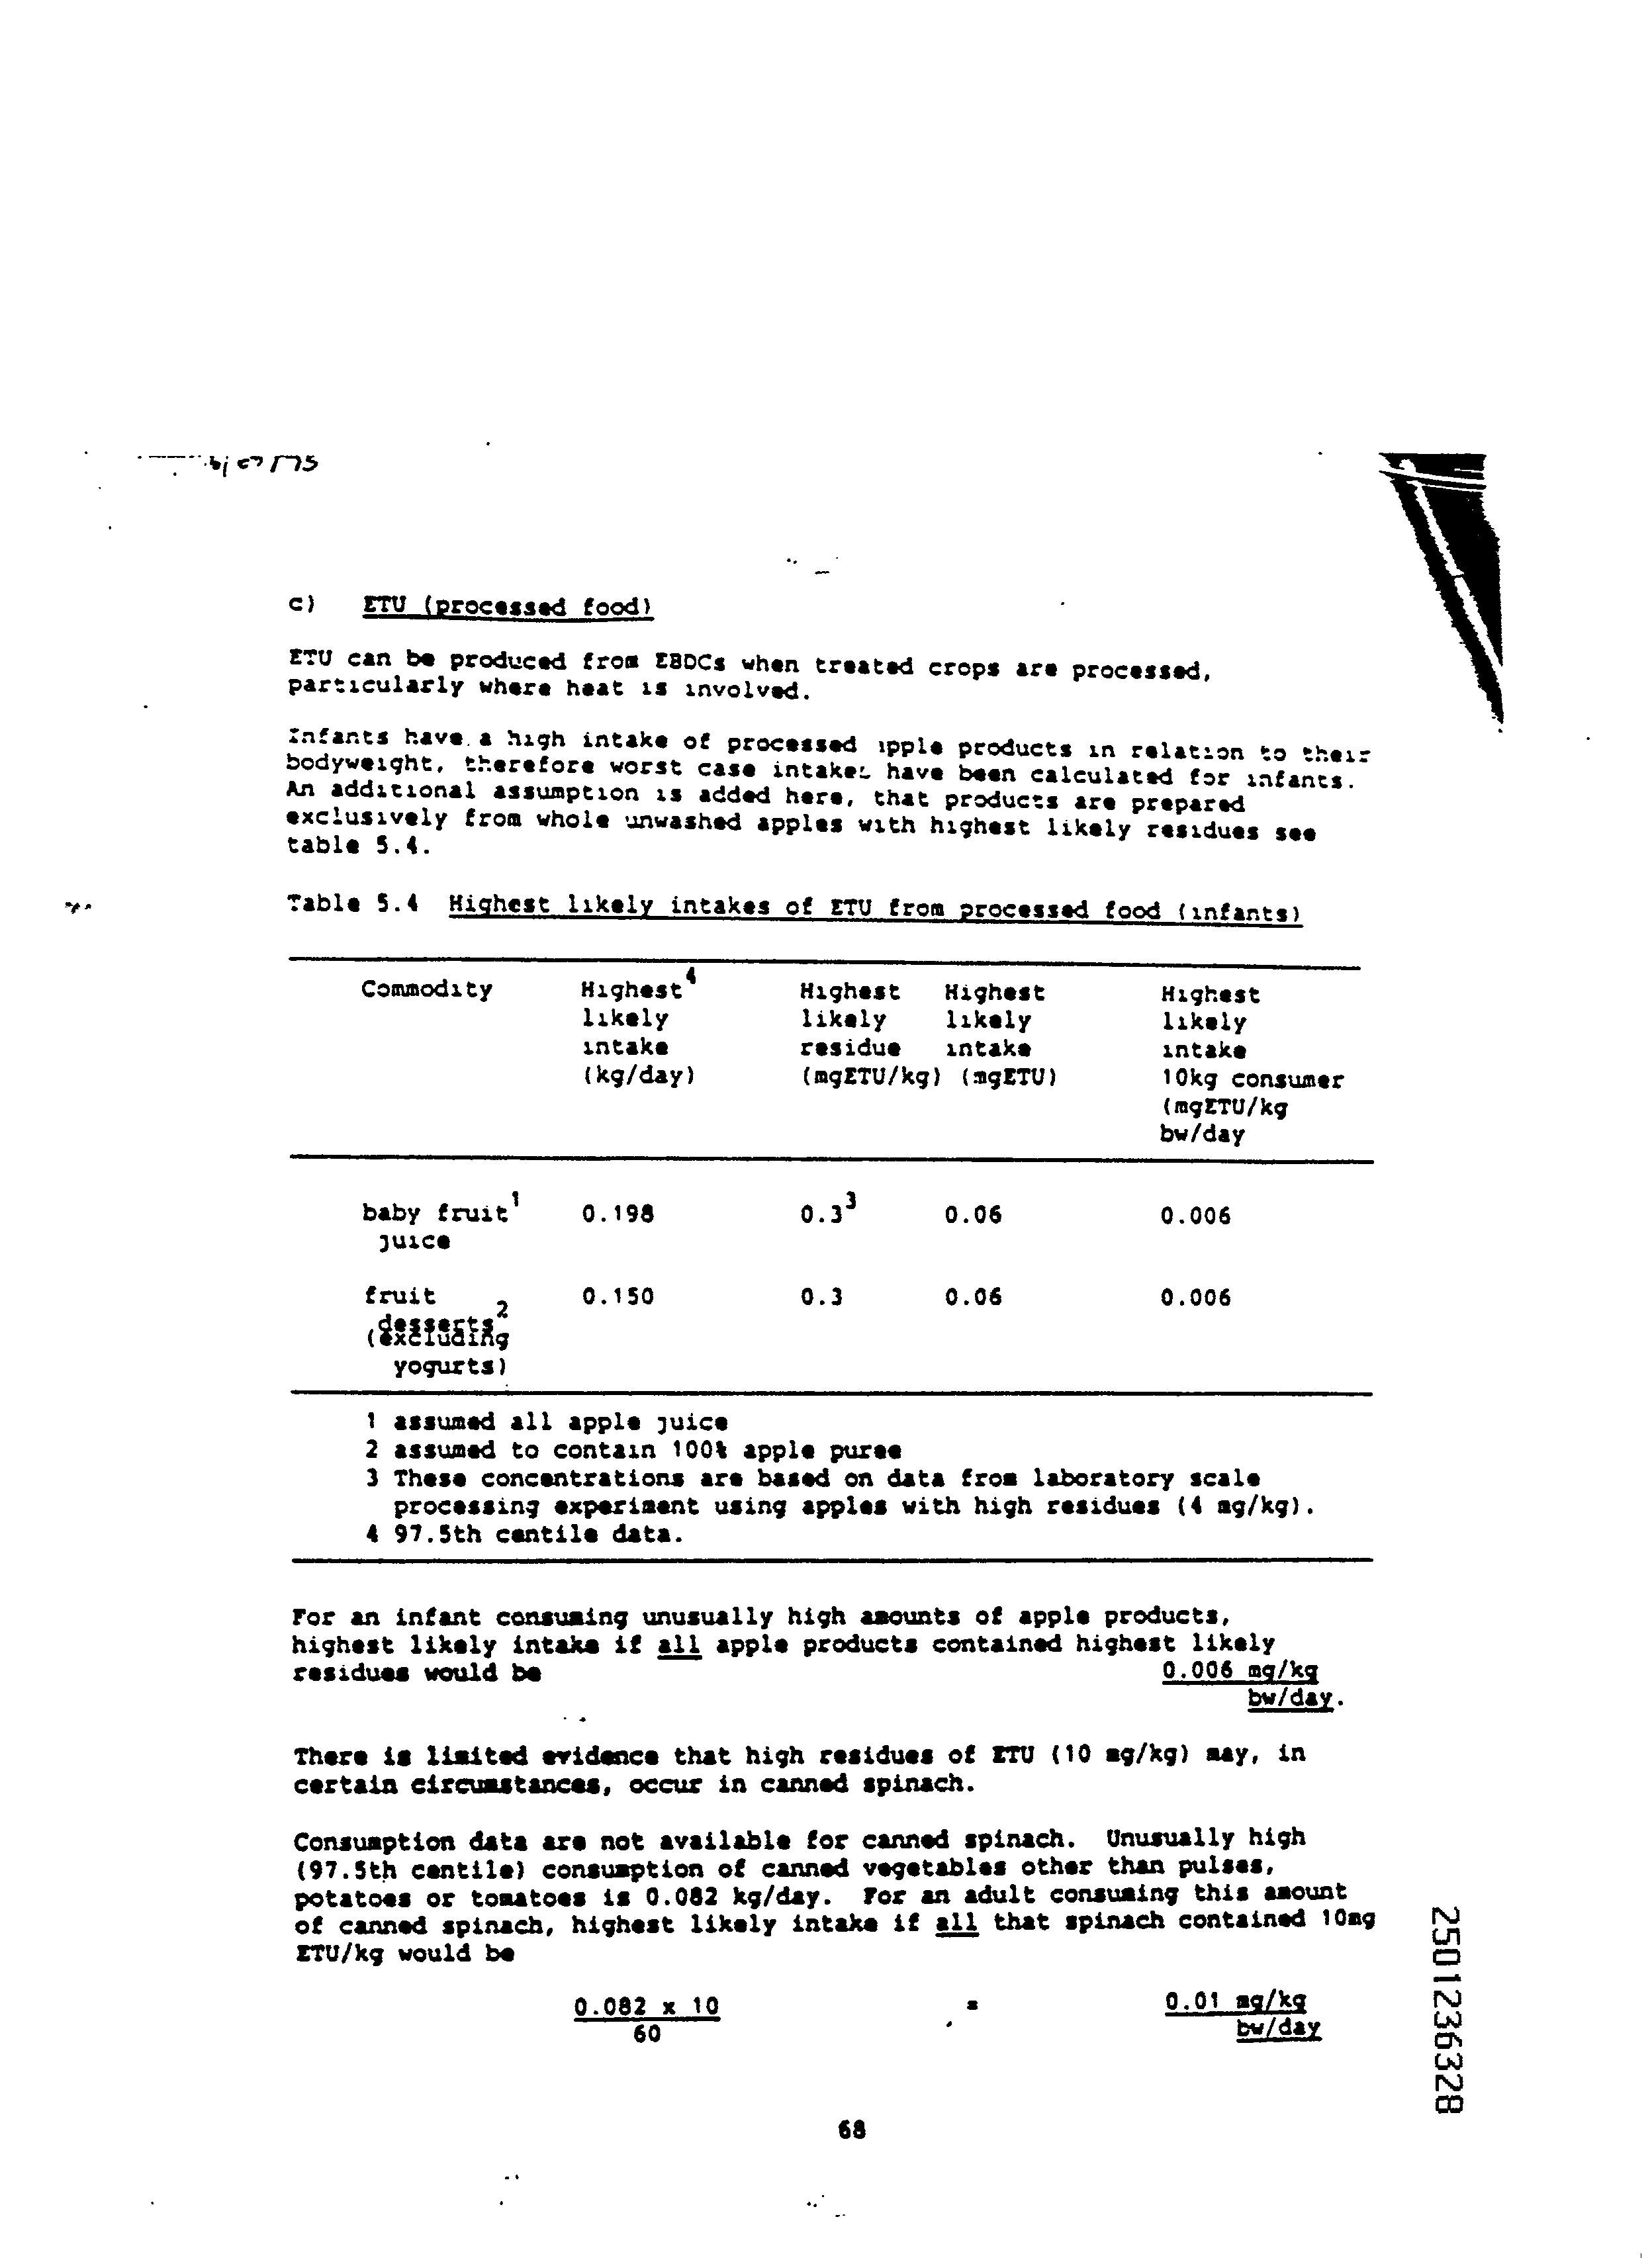 c) ETU (processed food)
ETU can be produced from EBDCs when treated crops are processed,
particularly where heat is involved.
Infants have a high intake of processed apple products in relation to their
bodyweight, therefore worst case intakes have been calculated for infants.
An additional assumption is added here, that products are prepared
exclusively from whole unwashed apples with highest likely residues see
table 5.4.
Table 5.4 Highest likely intakes of ETU from processed food (infants)
Commodity Highest⁴ Highest Highest Highest
likely likely likely likely
intake residue intake intake
(kg/day) (mgETU/kg) (mgETU) 10kg consumer
(mgETU/kg
bw/day
baby fruit¹ 0.198 0.3³ 0.06 0.006
juice
fruit 0.150 0.3 0.06 0.006
desserts²
(excluding
yogurts)
1 assumed all apple juice
2 assumed to contain 100% apple puree
3 These concentrations are based on data from laboratory scale
processing experiment using apples with high residues (4 mg/kg).
4 97.5th centile data.
For an infant consuming unusually high amounts of apple products,
highest likely intake if all apple products contained highest likely
residues would be 0.006 mg/kg
bw/day.
There is limited evidence that high residues of ETU (10 mg/kg) may, in
certain circumstances, occur in canned spinach.
Consumption data are not available for canned spinach. Unusually high
(97.5th centile) consumption of canned vegetables other than pulses,
potatoes or tomatoes is 0.082 kg/day. For an adult consuming this amount
of canned spinach, highest likely intake if all that spinach contained 10mg
ETU/kg would be
0.082 x 10 = 0.01 mg/kg
60 bw/day
68
2501236328